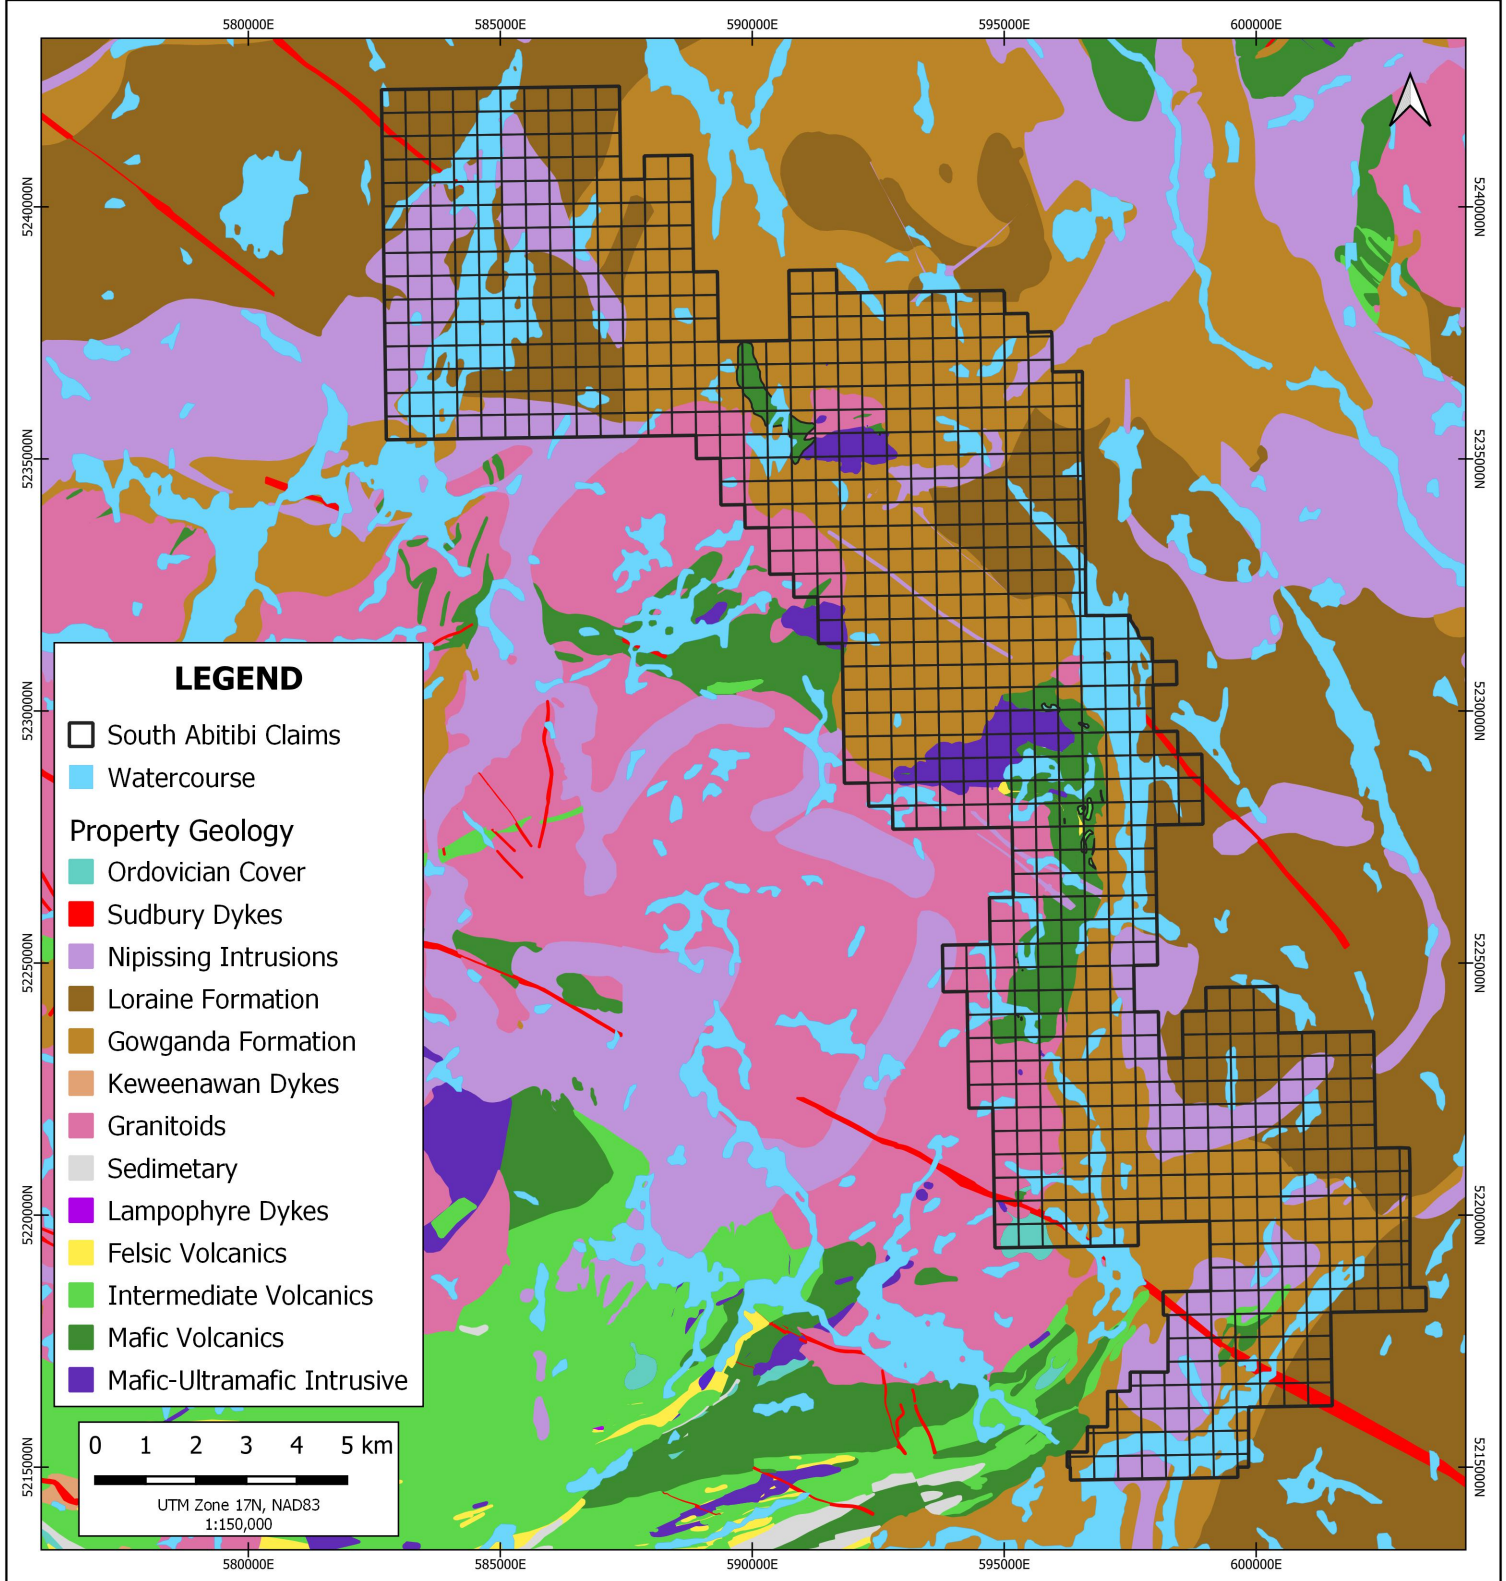 580000E 585000E 590000E 595000E 600000E
5240000N
5240000N
5235000N
5235000N
5230000N
5230000N
5225000N
5225000N
5220000N
5220000N
5215000N
5215000N
LEGEND
South Abitibi Claims
Watercourse
Property Geology
Ordovician Cover
Sudbury Dykes
Nipissing Intrusions
Loraine Formation
Gowganda Formation
Keweenawan Dykes
Granitoids
Sedimetary
Lampophyre Dykes
Felsic Volcanics
Intermediate Volcanics
Mafic Volcanics
Mafic-Ultramafic Intrusive
0 1 2 3 4 5 km
UTM Zone 17N, NAD83
1:150,000
580000E 585000E 590000E 595000E 600000E